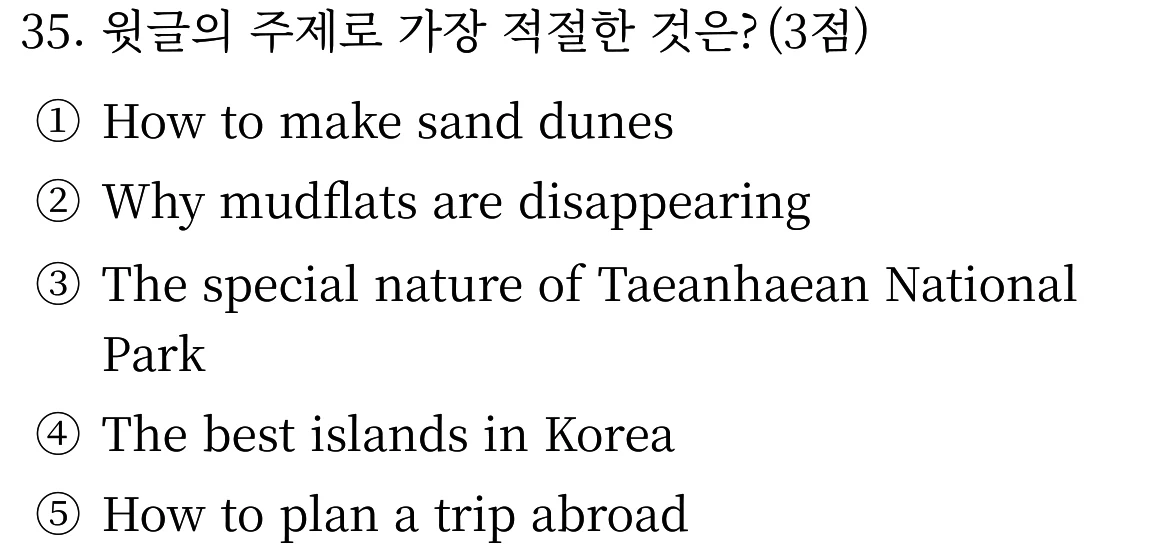 35. 윗글의 주제로 가장 적절한 것은? (3점)
① How to make sand dunes
② Why mudflats are disappearing
③ The special nature of Taeanhaean National
Park
④ The best islands in Korea
⑤ How to plan a trip abroad